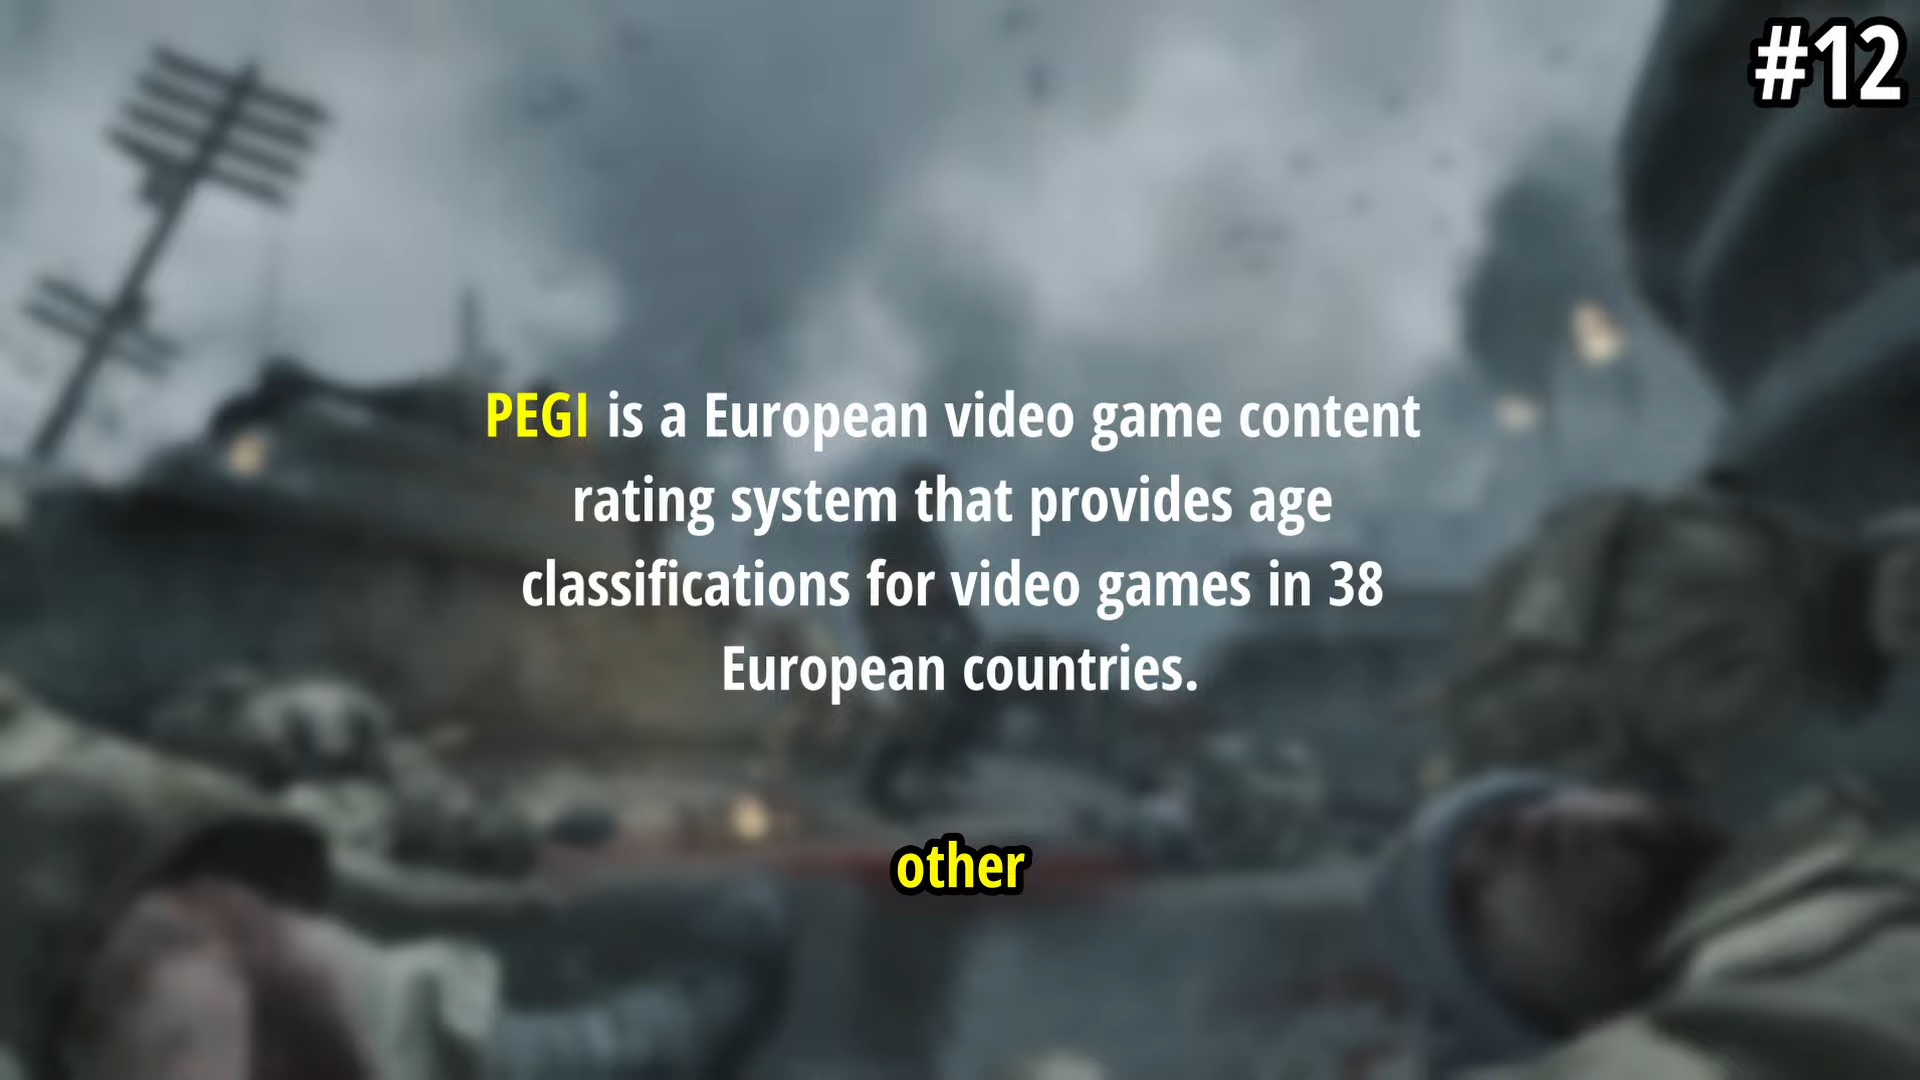 #12
PEGI is a European video game content
rating system that provides age
classifications for video games in 38
European countries.
other